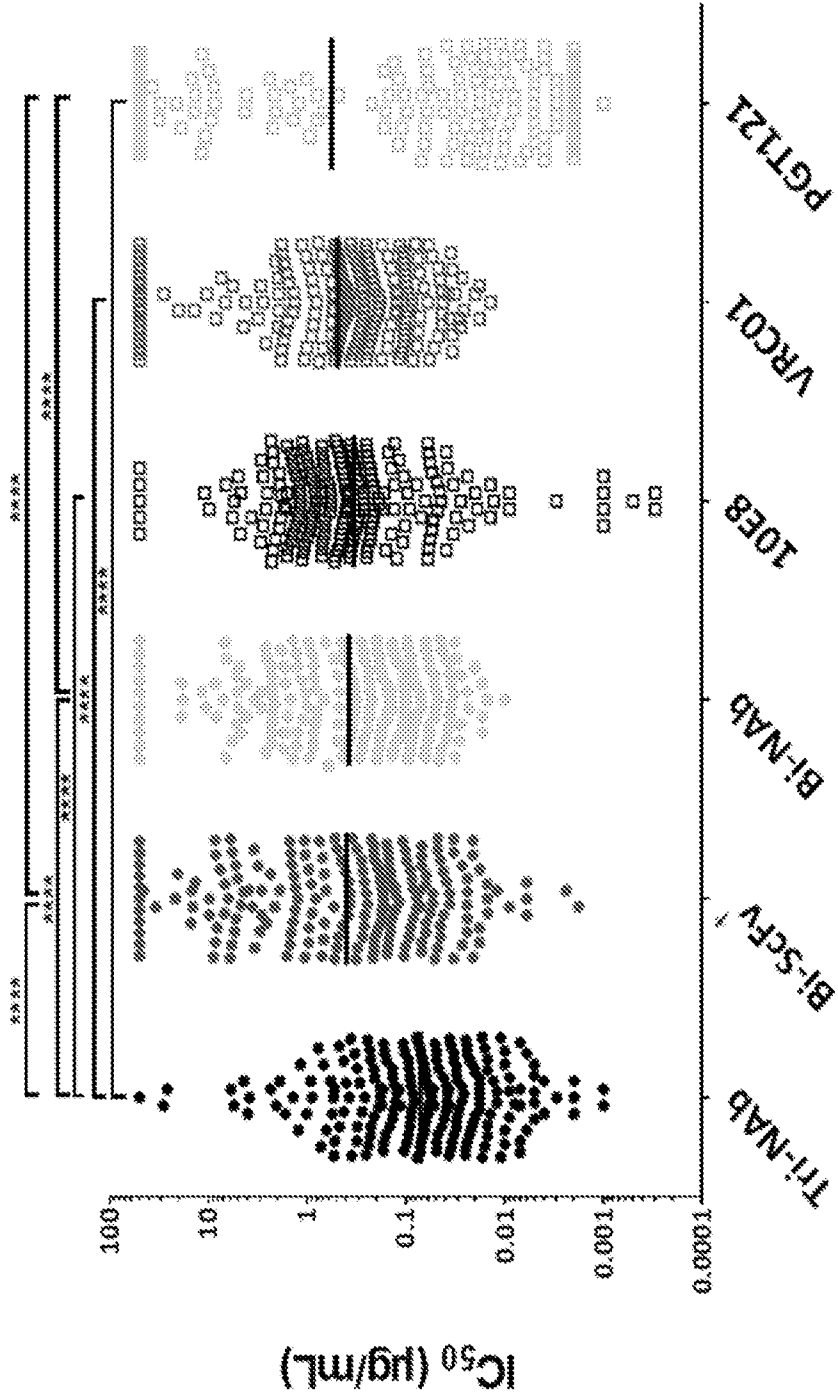 **** ****
**** ****
****
****
****
IC₅₀ (µg/mL)
100
10
1
0.1
0.01
0.001
0.0001
Tri-NAb
Bi-ScFv
Bi-NAb
10E8
VRC01
PGT121